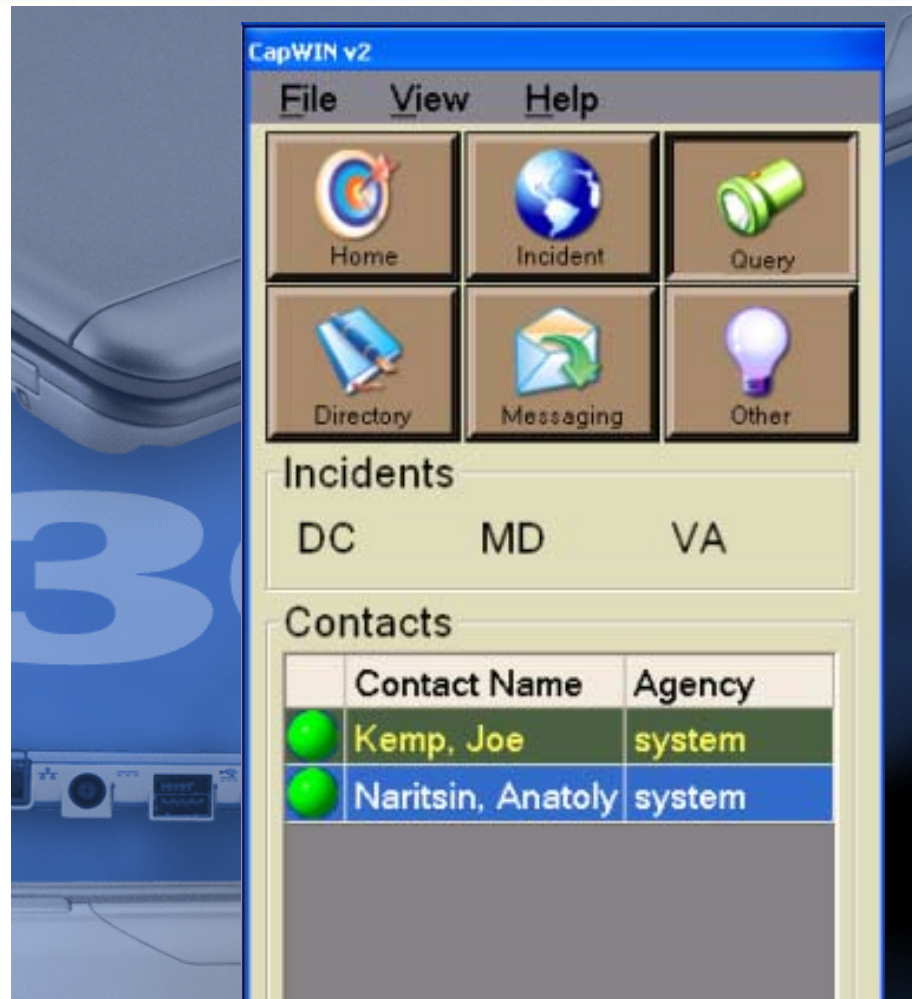 CapWIN v2
File View Help
Home Incident Query
Directory Messaging Other
Incidents
DC MD VA
Contacts
Contact Name Agency
Kemp, Joe system
Naritsin, Anatoly system
3